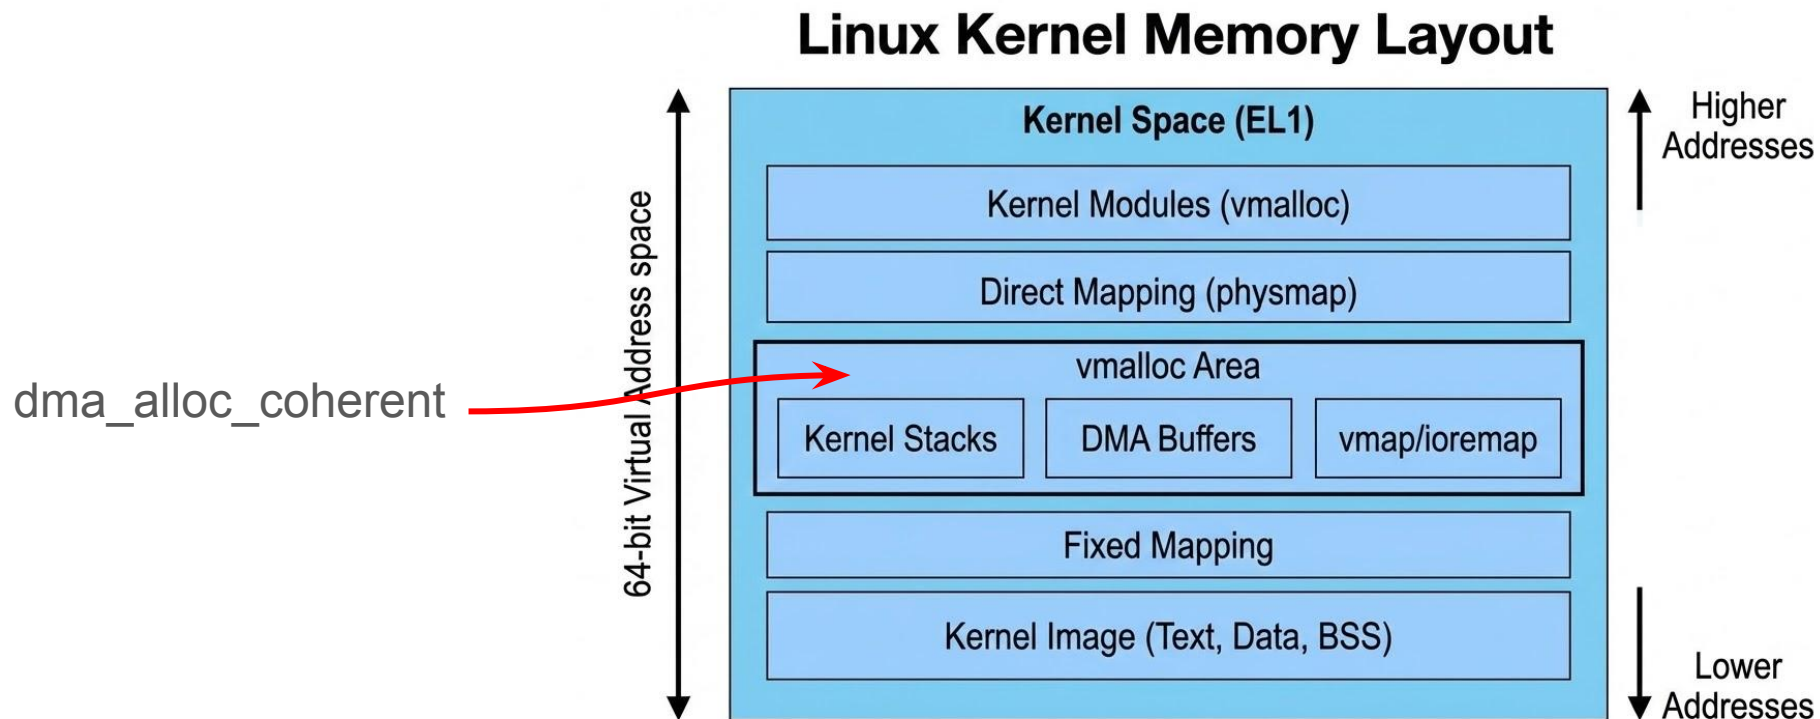 Linux Kernel Memory Layout
Kernel Space (EL1)
Higher
Addresses
Kernel Modules (vmalloc)
Direct Mapping (physmap)
64-bit Virtual Address space
vmalloc Area
dma_alloc_coherent
Kernel Stacks
DMA Buffers
vmap/ioremap
Fixed Mapping
Kernel Image (Text, Data, BSS)
Lower
Addresses